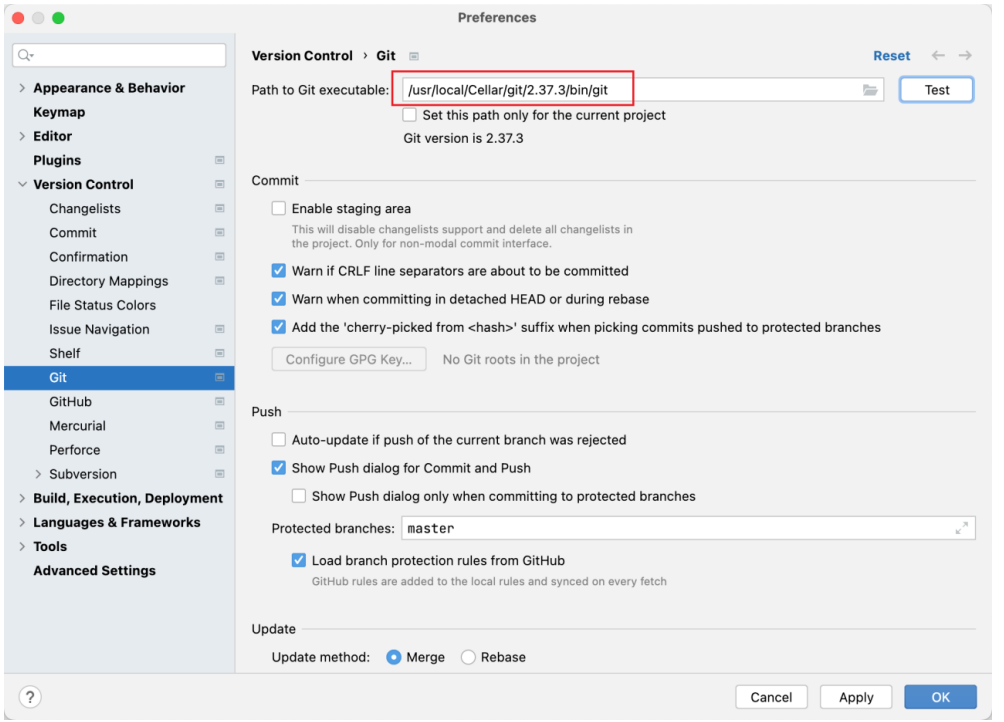 Preferences
Version Control › Git
Reset
Appearance & Behavior
Keymap
Editor
Plugins
Version Control
Changelists
Commit
Confirmation
Directory Mappings
File Status Colors
Issue Navigation
Shelf
Git
GitHub
Mercurial
Perforce
Subversion
Build, Execution, Deployment
Languages & Frameworks
Tools
Advanced Settings
Path to Git executable: /usr/local/Cellar/git/2.37.3/bin/git Test
Set this path only for the current project
Git version is 2.37.3
Commit
Enable staging area
This will disable changelists support and delete all changelists in
the project. Only for non-modal commit interface.
Warn if CRLF line separators are about to be committed
Warn when committing in detached HEAD or during rebase
Add the 'cherry-picked from <hash>' suffix when picking commits pushed to protected branches
Configure GPG Key... No Git roots in the project
Push
Auto-update if push of the current branch was rejected
Show Push dialog for Commit and Push
Show Push dialog only when committing to protected branches
Protected branches: master
Load branch protection rules from GitHub
GitHub rules are added to the local rules and synced on every fetch
Update
Update method: Merge Rebase
? Cancel Apply OK